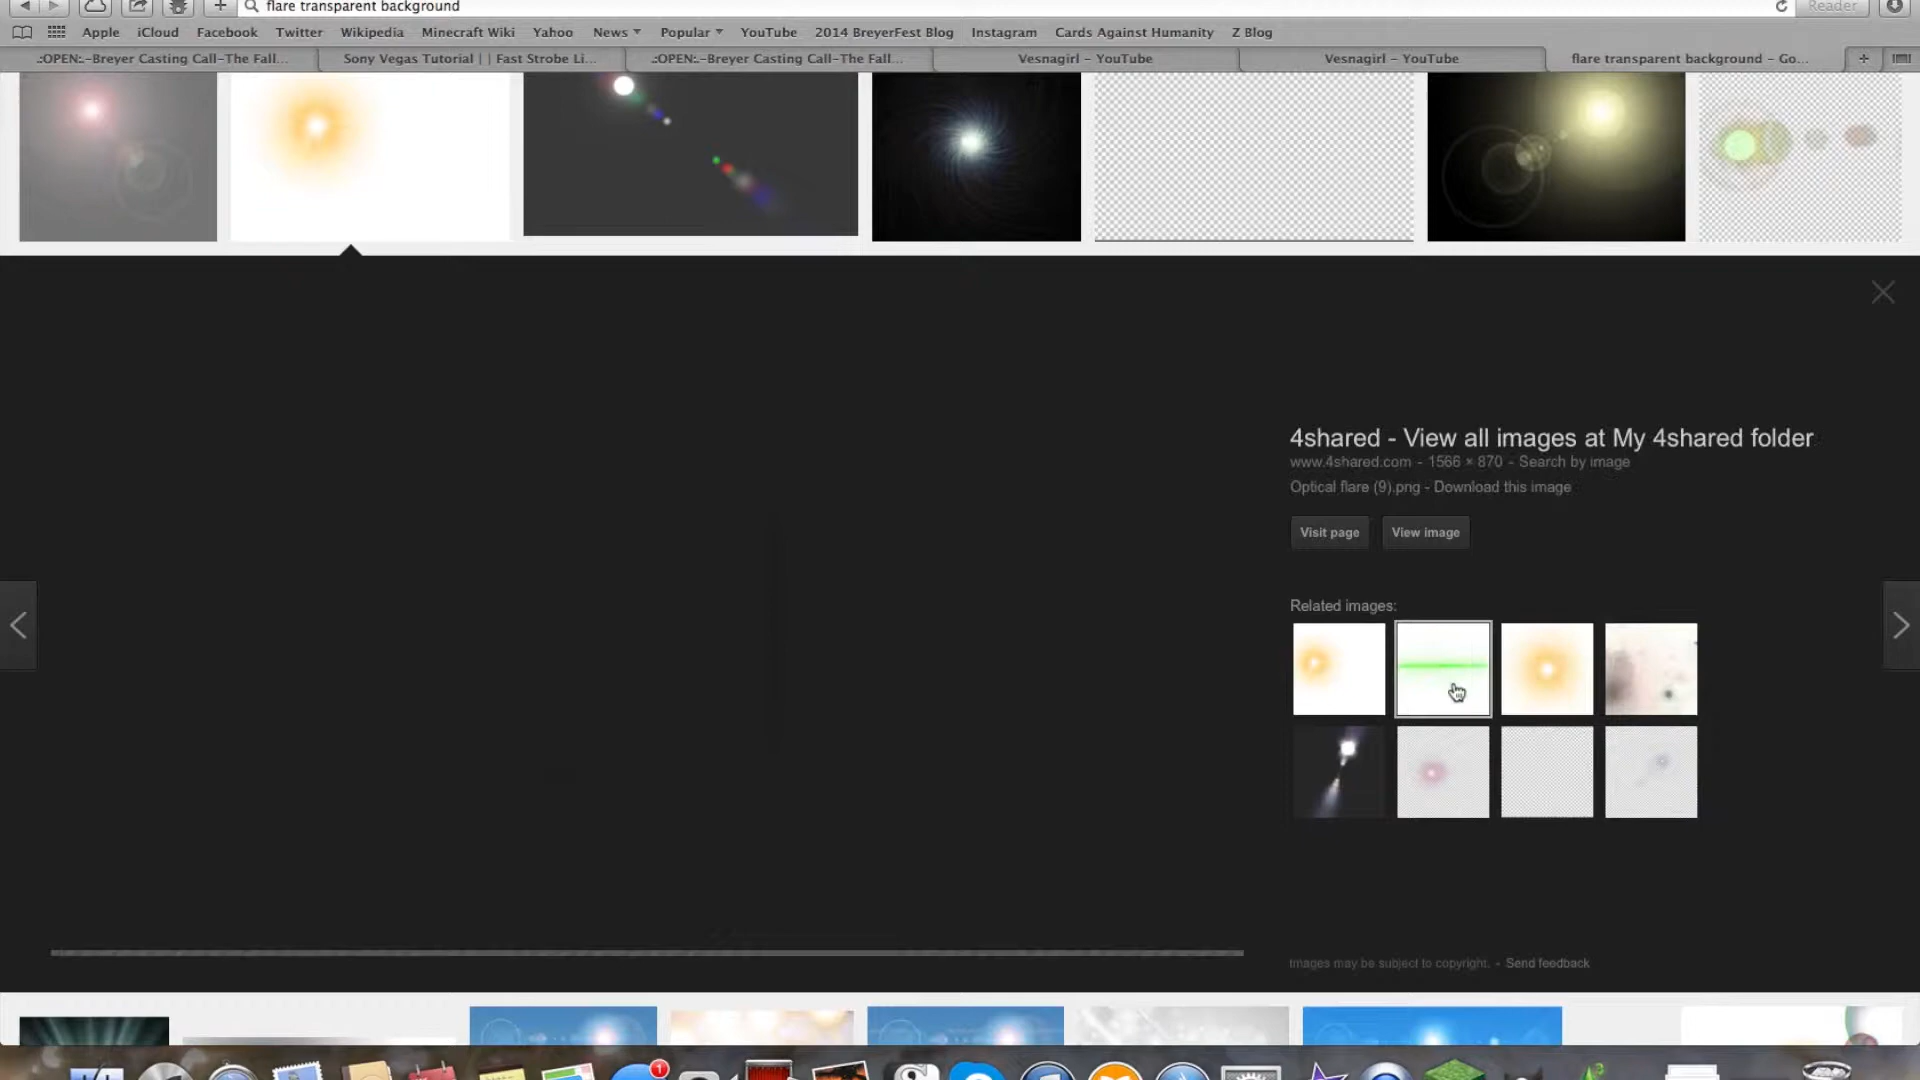 flare transparent background
Reader
Apple iCloud Facebook Twitter Wikipedia Minecraft Wiki Yahoo News Popular YouTube 2014 BreyerFest Blog Instagram Cards Against Humanity Z Blog
.:OPEN:.-Breyer Casting Call-The Fall... Sony Vegas Tutorial | | Fast Strobe Li... .:OPEN:.-Breyer Casting Call-The Fall... Vesnagirl - YouTube Vesnagirl - YouTube flare transparent background - Go...
4shared - View all images at My 4shared folder
www.4shared.com - 1566 × 870 - Search by image
Optical flare (9).png - Download this image
Visit page View image
Related images:
Images may be subject to copyright. - Send feedback
1